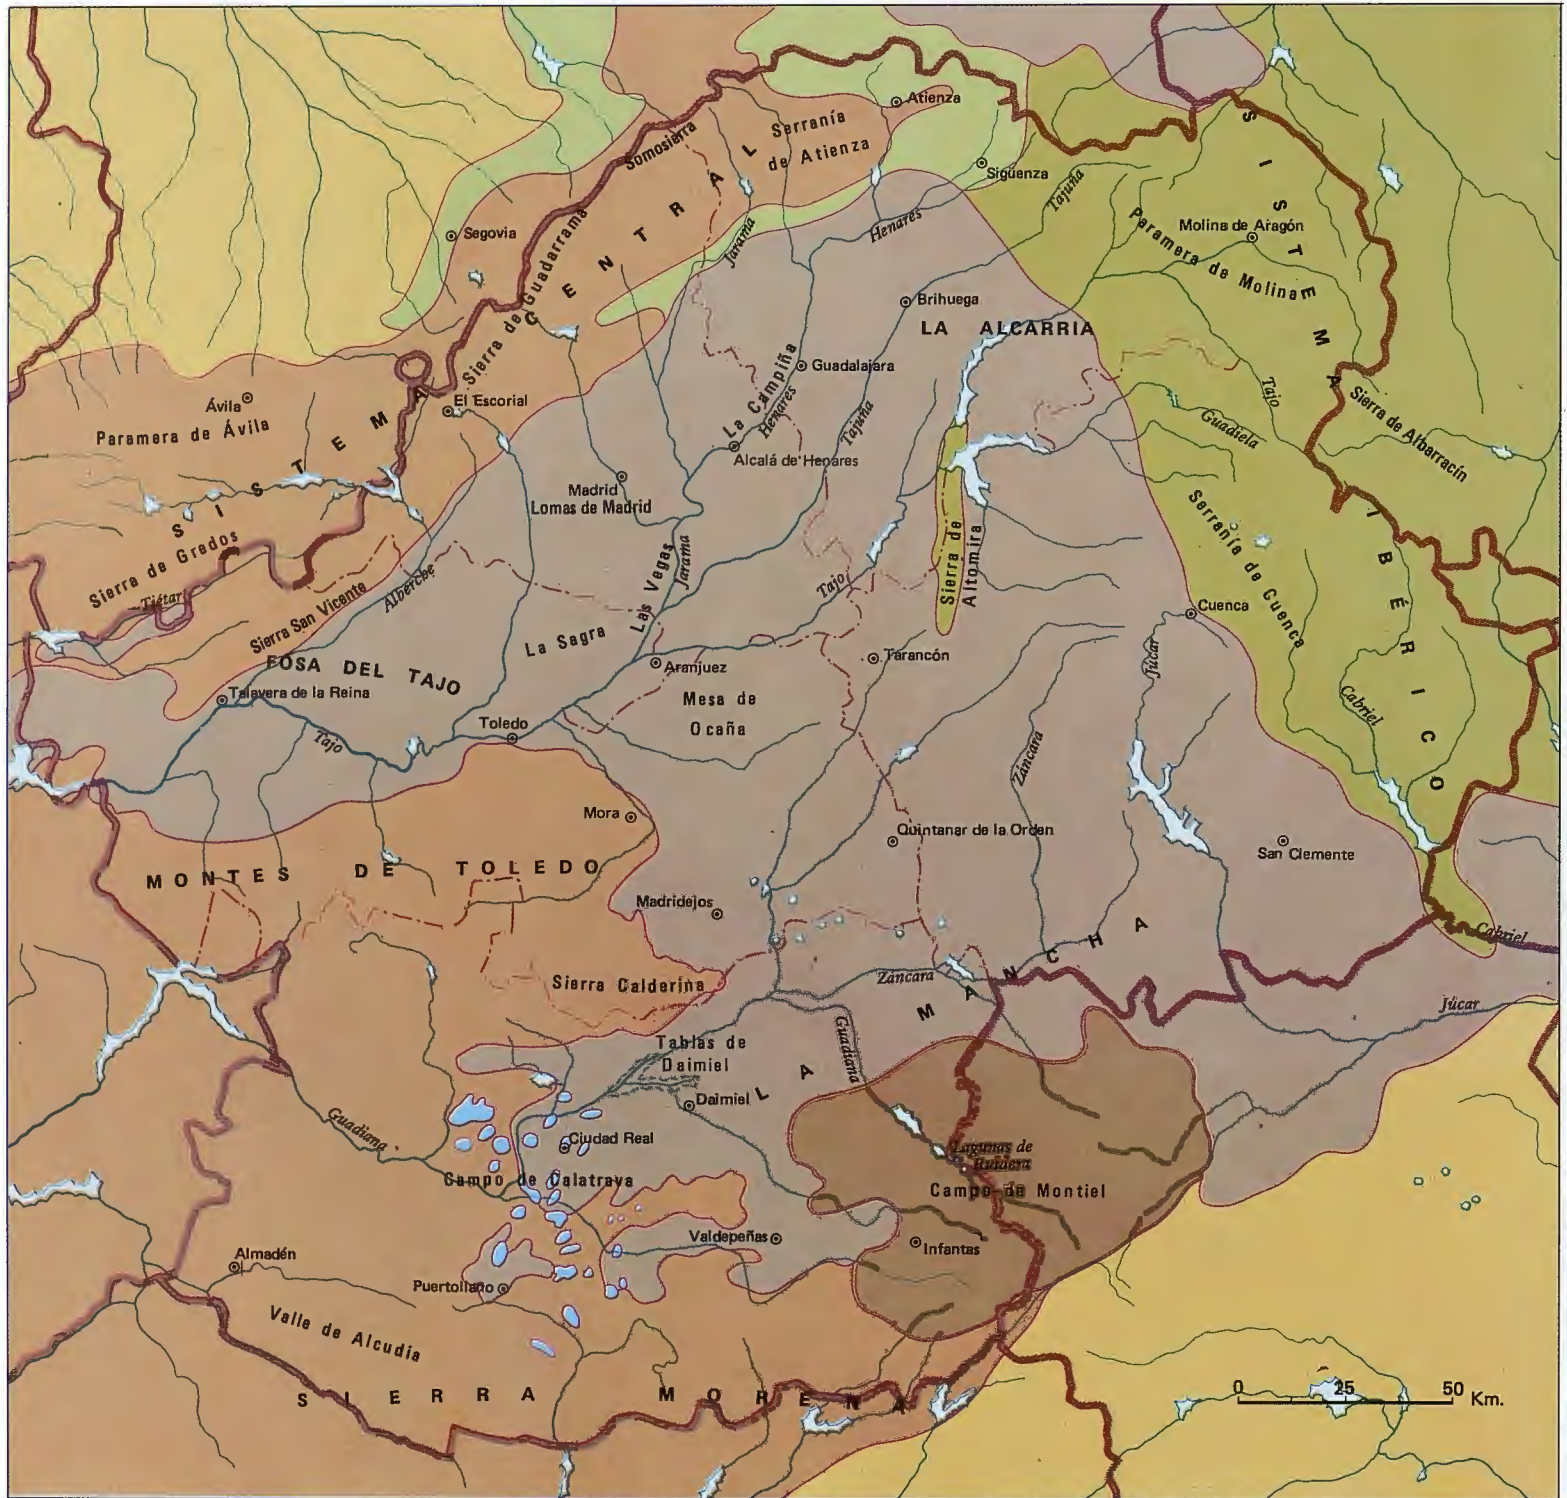 Atienza
Serranía
de Atienza
Somosierra
Sigüenza
Tajuña
SISTEMA
Molina de Aragón
Paramera de Molina
Segovia
Jarama
Henares
CENTRAL
Sierra de Guadarrama
Brihuega
LA ALCARRIA
Guadalajara
La Campiña
Henares
Tajuña
Tajo
Guadiela
Sierra de Albarracín
Ávila
Paramera de Ávila
El Escorial
SISTEMA
Alcalá de Henares
Madrid
Lomas de Madrid
Sierra de Gredos
Tiétar
Sierra San Vicente
Alberche
Las Vegas
Jarama
Tajo
Sierra de
Altomira
Serranía de Cuenca
IBÉRICO
Cuenca
Júcar
La Sagra
FOSA DEL TAJO
Aranjuez
Tarancón
Talavera de la Reina
Mesa de
Ocaña
Toledo
Tajo
Záncara
Cabriel
Mora
Quintanar de la Orden
San Clemente
MONTES DE TOLEDO
Madridejos
Cabriel
Sierra Calderina
Záncara
LA MANCHA
Júcar
Guadiana
Tablas de
Daimiel
Daimiel
Guadiana
Ciudad Real
Lagunas de
Ruidera
Campo de Calatrava
Campo de Montiel
Valdepeñas
Infantas
Almadén
Puertollano
Valle de Alcudia
SIERRA MORENA
0 25 50 Km.